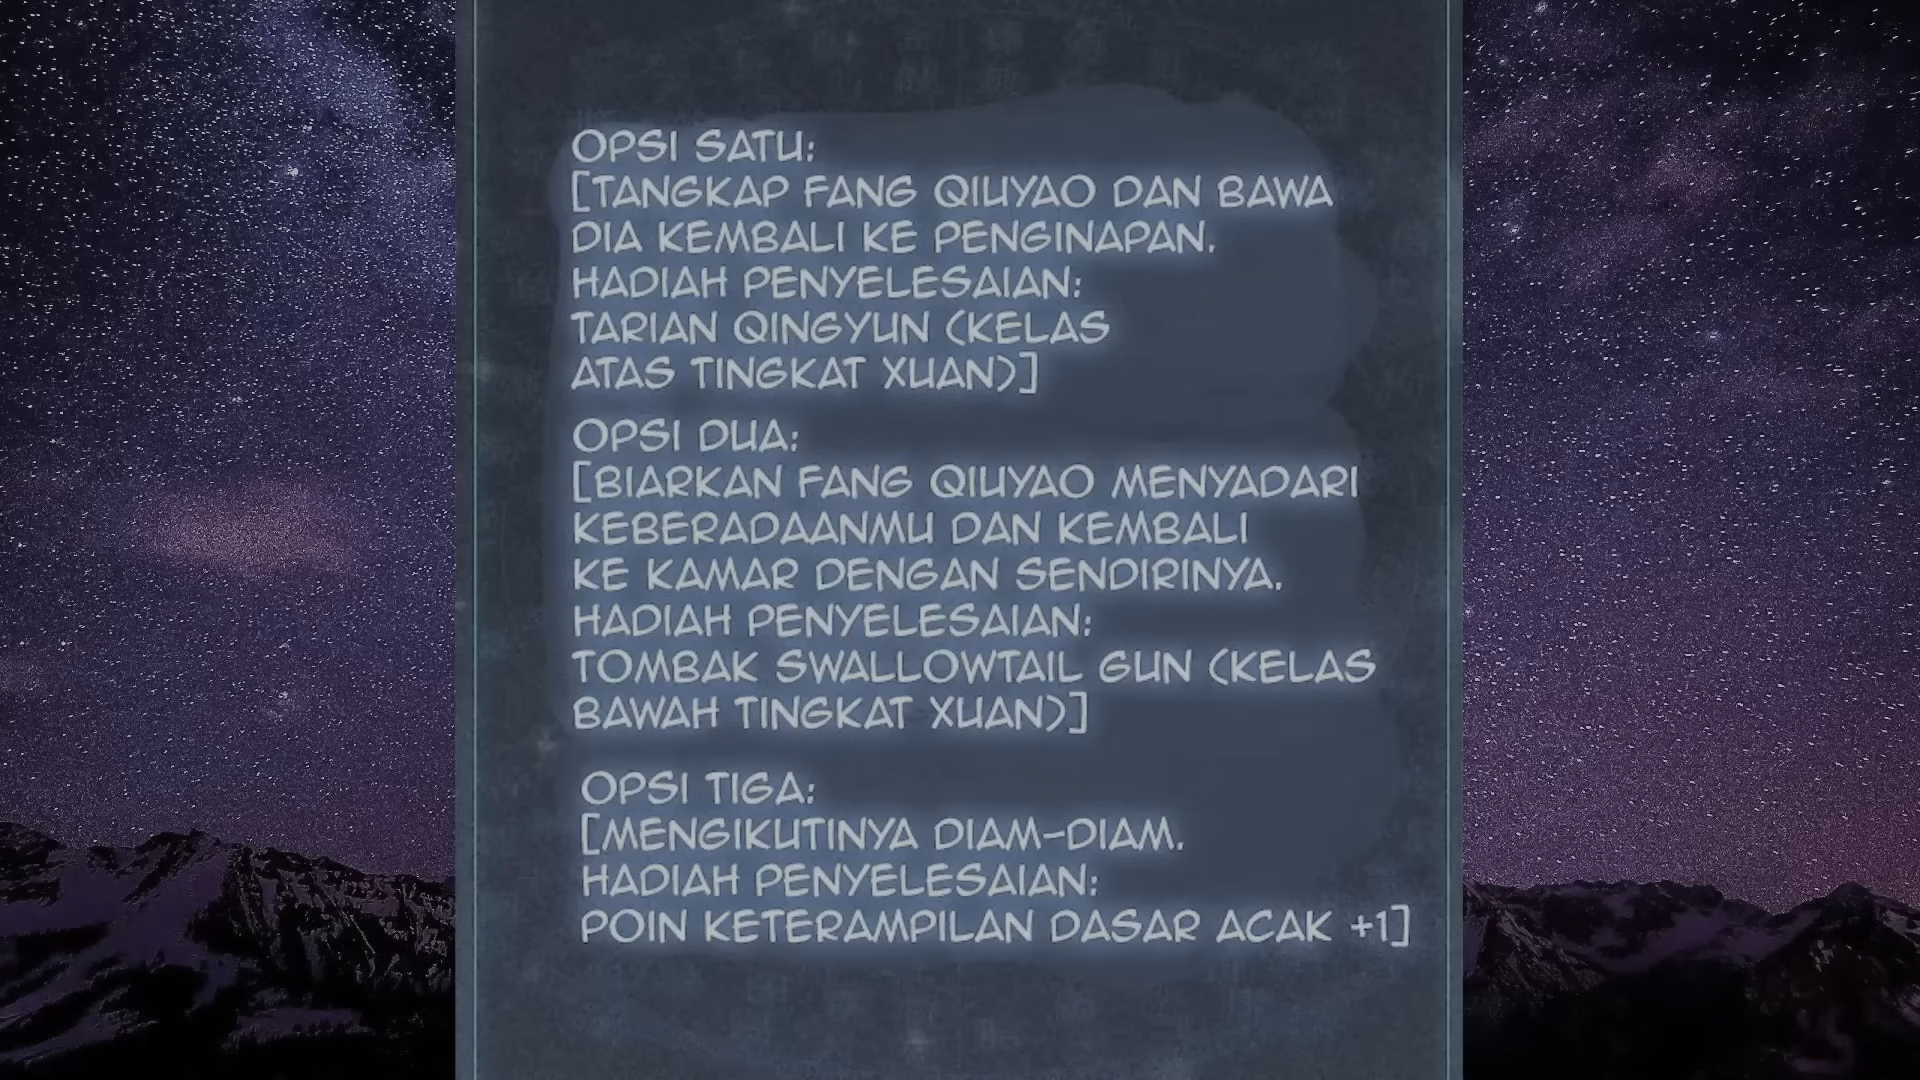 OPSI SATU:
[TANGKAP FANG QIUYAO DAN BAWA
DIA KEMBALI KE PENGINAPAN.
HADIAH PENYELESAIAN:
TARIAN QINGYUN (KELAS
ATAS TINGKAT XUAN)]
OPSI DUA:
[BIARKAN FANG QIUYAO MENYADARI
KEBERADAANMU DAN KEMBALI
KE KAMAR DENGAN SENDIRINYA.
HADIAH PENYELESAIAN:
TOMBAK SWALLOWTAIL GUN (KELAS
BAWAH TINGKAT XUAN)]
OPSI TIGA:
[MENGIKUTINYA DIAM-DIAM.
HADIAH PENYELESAIAN:
POIN KETERAMPILAN DASAR ACAK +1]